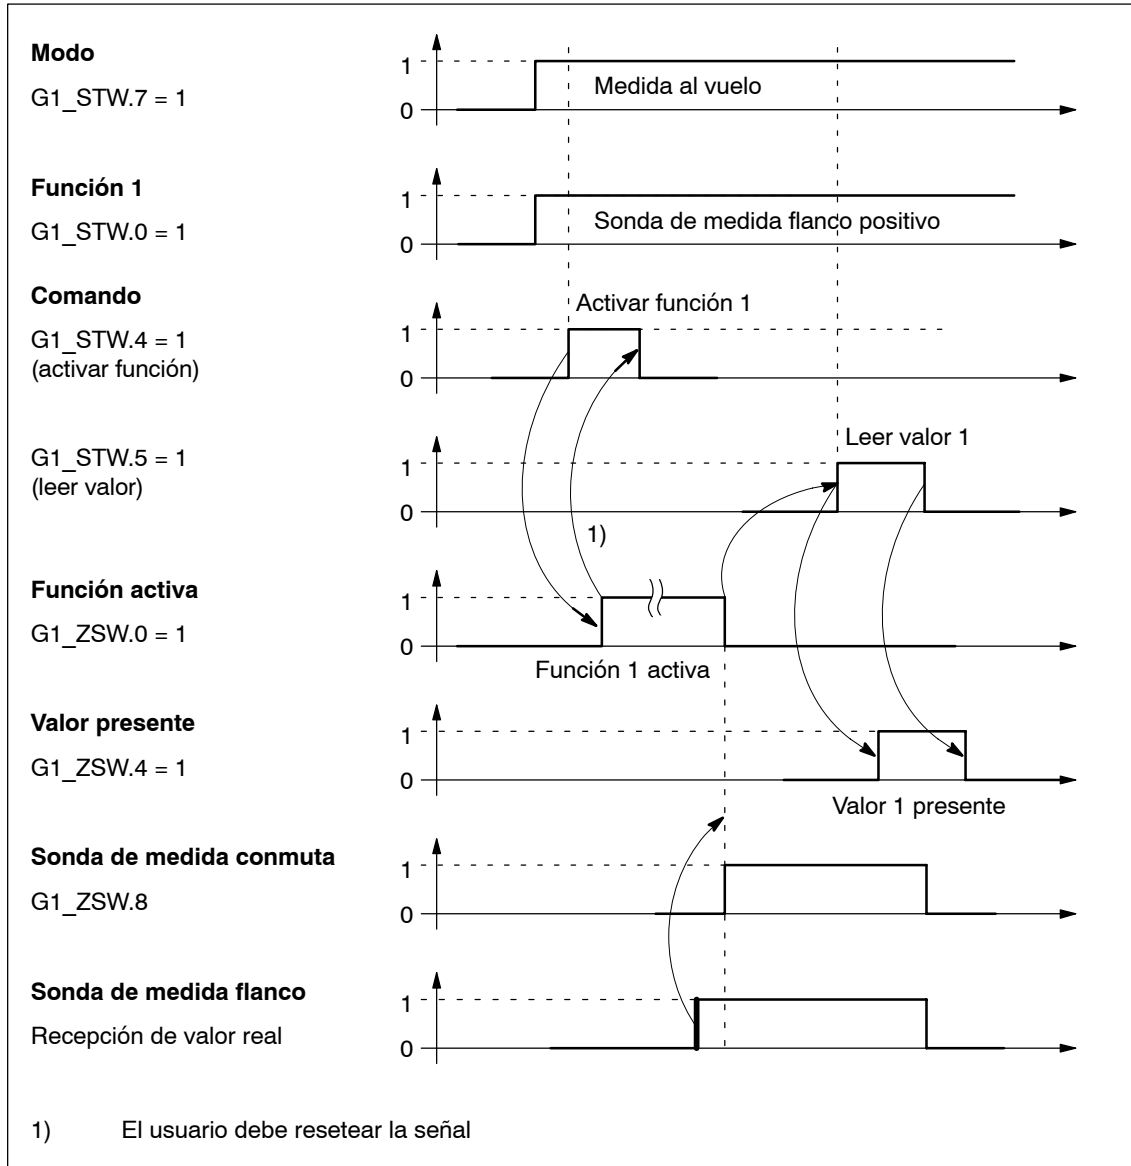 Modo
G1_STW.7 = 1
1
0
Medida al vuelo
Función 1
G1_STW.0 = 1
1
0
Sonda de medida flanco positivo
Comando
G1_STW.4 = 1
(activar función)
Activar función 1
1
0
G1_STW.5 = 1
(leer valor)
Leer valor 1
1
0
1)
Función activa
G1_ZSW.0 = 1
1
0
Función 1 activa
Valor presente
G1_ZSW.4 = 1
1
0
Valor 1 presente
Sonda de medida conmuta
G1_ZSW.8
1
0
Sonda de medida flanco
Recepción de valor real
1
0
1) El usuario debe resetear la señal